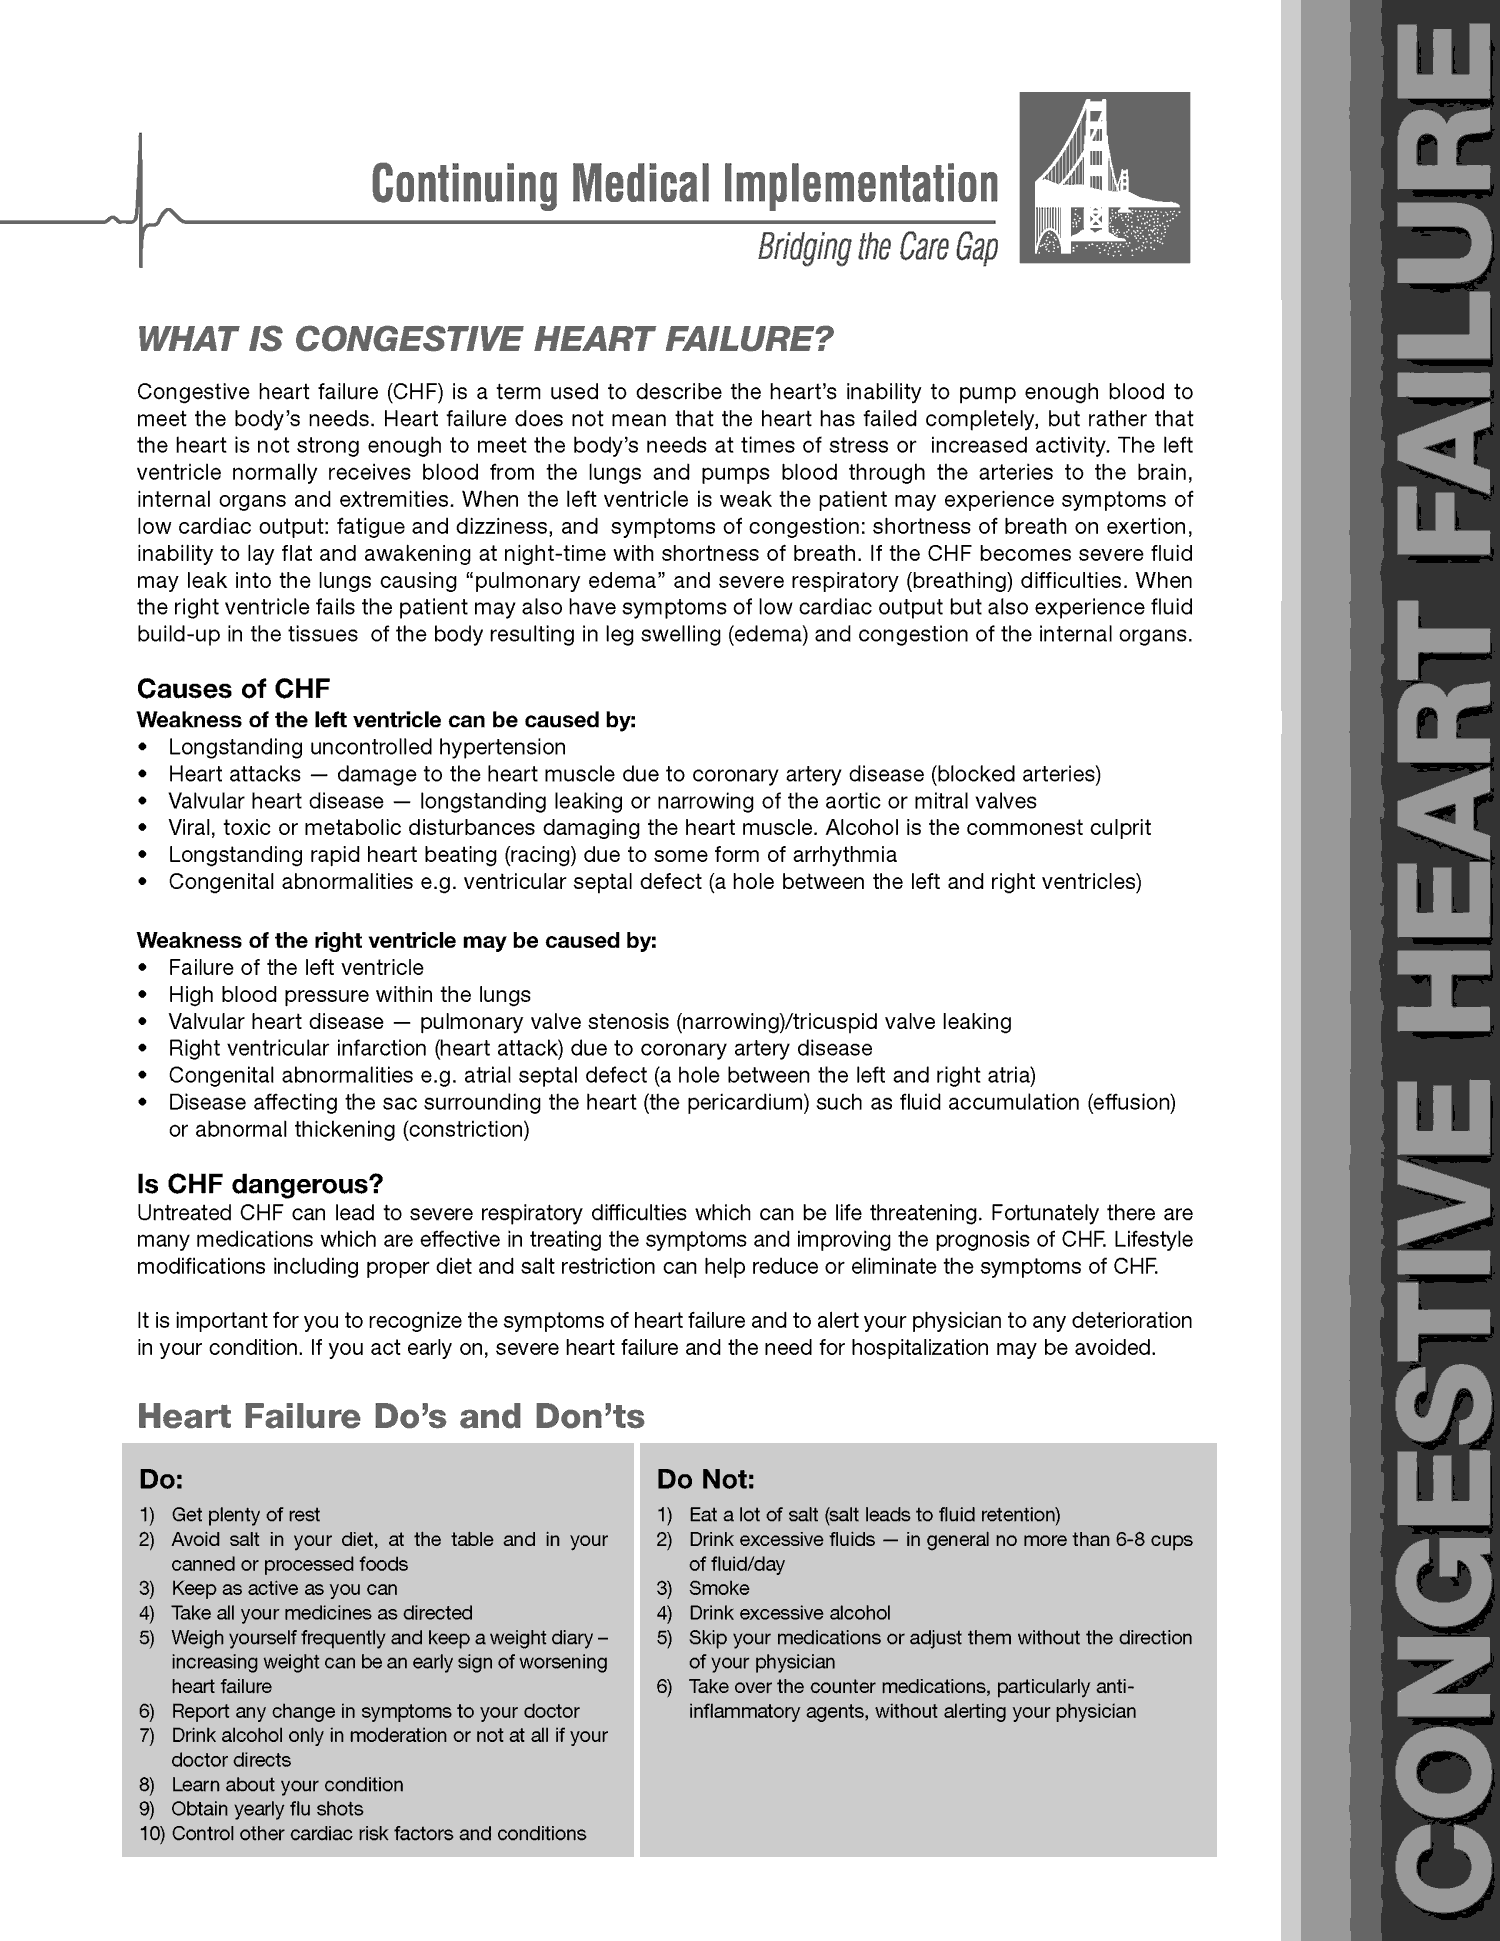 Continuing Medical Implementation
Bridging the Care Gap
WHAT IS CONGESTIVE HEART FAILURE?
Congestive heart failure (CHF) is a term used to describe the heart’s inability to pump enough blood to
meet the body’s needs. Heart failure does not mean that the heart has failed completely, but rather that
the heart is not strong enough to meet the body’s needs at times of stress or increased activity. The left
ventricle normally receives blood from the lungs and pumps blood through the arteries to the brain,
internal organs and extremities. When the left ventricle is weak the patient may experience symptoms of
low cardiac output: fatigue and dizziness, and symptoms of congestion: shortness of breath on exertion,
inability to lay flat and awakening at night-time with shortness of breath. If the CHF becomes severe fluid
may leak into the lungs causing “pulmonary edema” and severe respiratory (breathing) difficulties. When
the right ventricle fails the patient may also have symptoms of low cardiac output but also experience fluid
build-up in the tissues of the body resulting in leg swelling (edema) and congestion of the internal organs.
Causes of CHF
Weakness of the left ventricle can be caused by:
• Longstanding uncontrolled hypertension
• Heart attacks — damage to the heart muscle due to coronary artery disease (blocked arteries)
• Valvular heart disease — longstanding leaking or narrowing of the aortic or mitral valves
• Viral, toxic or metabolic disturbances damaging the heart muscle. Alcohol is the commonest culprit
• Longstanding rapid heart beating (racing) due to some form of arrhythmia
• Congenital abnormalities e.g. ventricular septal defect (a hole between the left and right ventricles)
Weakness of the right ventricle may be caused by:
• Failure of the left ventricle
• High blood pressure within the lungs
• Valvular heart disease — pulmonary valve stenosis (narrowing)/tricuspid valve leaking
• Right ventricular infarction (heart attack) due to coronary artery disease
• Congenital abnormalities e.g. atrial septal defect (a hole between the left and right atria)
• Disease affecting the sac surrounding the heart (the pericardium) such as fluid accumulation (effusion)
or abnormal thickening (constriction)
Is CHF dangerous?
Untreated CHF can lead to severe respiratory difficulties which can be life threatening. Fortunately there are
many medications which are effective in treating the symptoms and improving the prognosis of CHF. Lifestyle
modifications including proper diet and salt restriction can help reduce or eliminate the symptoms of CHF.
It is important for you to recognize the symptoms of heart failure and to alert your physician to any deterioration
in your condition. If you act early on, severe heart failure and the need for hospitalization may be avoided.
Heart Failure Do’s and Don’ts
Do:
1) Get plenty of rest
2) Avoid salt in your diet, at the table and in your
canned or processed foods
3) Keep as active as you can
4) Take all your medicines as directed
5) Weigh yourself frequently and keep a weight diary –
increasing weight can be an early sign of worsening
heart failure
6) Report any change in symptoms to your doctor
7) Drink alcohol only in moderation or not at all if your
doctor directs
8) Learn about your condition
9) Obtain yearly flu shots
10) Control other cardiac risk factors and conditions
Do Not:
1) Eat a lot of salt (salt leads to fluid retention)
2) Drink excessive fluids — in general no more than 6-8 cups
of fluid/day
3) Smoke
4) Drink excessive alcohol
5) Skip your medications or adjust them without the direction
of your physician
6) Take over the counter medications, particularly anti-
inflammatory agents, without alerting your physician
CONGESTIVE HEART FAILURE